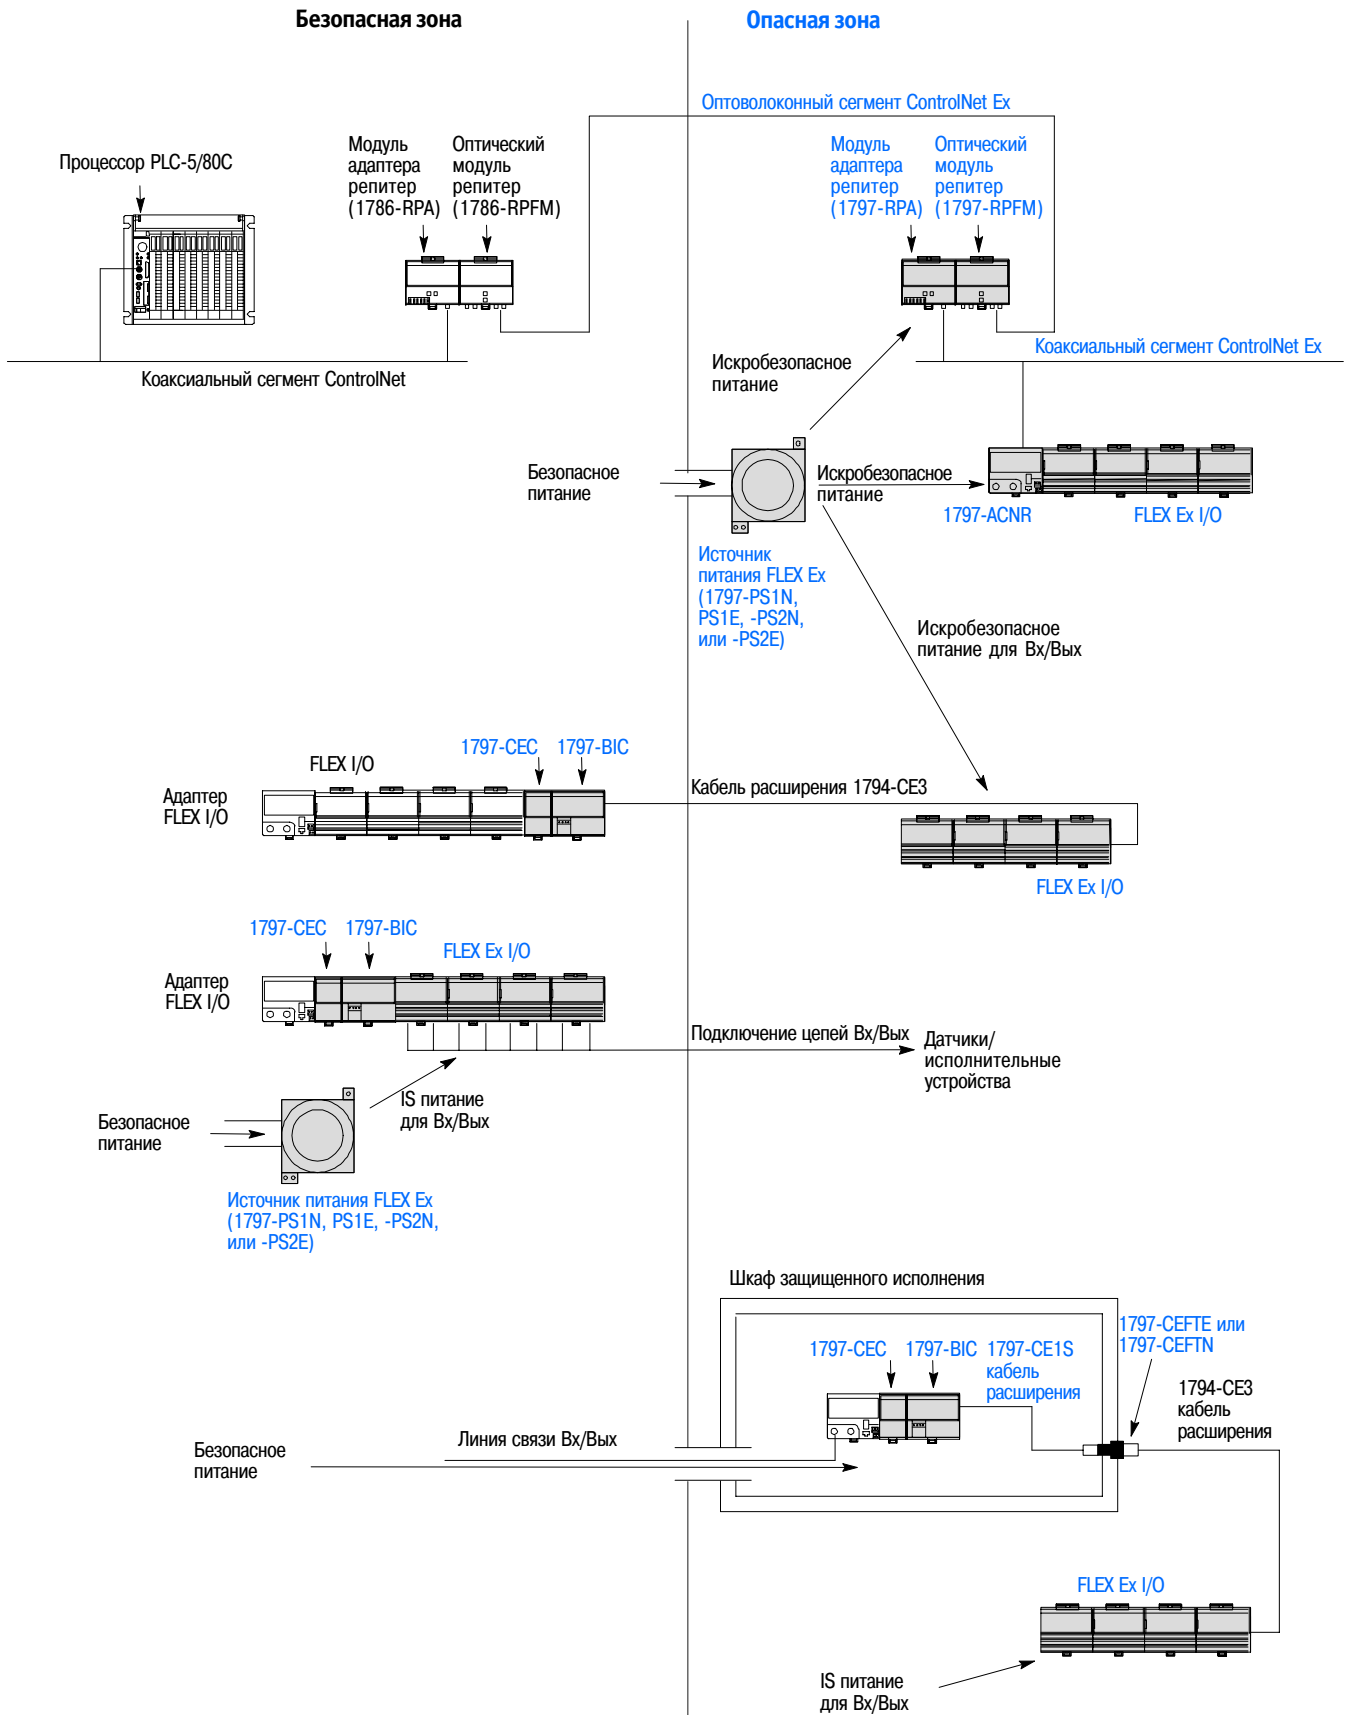 Безопасная зона
Опасная зона
Оптоволоконный сегмент ControlNet Ex
Процессор PLC-5/80C
Модуль
адаптера
репитер
(1786-RPA)
Оптический
модуль
репитер
(1786-RPFM)
Модуль
адаптера
репитер
(1797-RPA)
Оптический
модуль
репитер
(1797-RPFM)
Коаксиальный сегмент ControlNet
Коаксиальный сегмент ControlNet Ex
Искробезопасное
питание
Безопасное
питание
Искробезопасное
питание
1797-ACNR
FLEX Ex I/O
Источник
питания FLEX Ex
(1797-PS1N,
PS1E, -PS2N,
или -PS2E)
Искробезопасное
питание для Вх/Вых
1797-CEC
1797-BIC
FLEX I/O
Адаптер
FLEX I/O
Кабель расширения 1794-CE3
FLEX Ex I/O
1797-CEC
1797-BIC
FLEX Ex I/O
Адаптер
FLEX I/O
Подключение цепей Вх/Вых
Датчики/
исполнительные
устройства
IS питание
для Вх/Вых
Безопасное
питание
Источник питания FLEX Ex
(1797-PS1N, PS1E, -PS2N,
или -PS2E)
Шкаф защищенного исполнения
1797-CEFTE или
1797-CEFTN
1797-CEC
1797-BIC
1797-CE1S
кабель
расширения
1794-CE3
кабель
расширения
Линия связи Вх/Вых
Безопасное
питание
FLEX Ex I/O
IS питание
для Вх/Вых